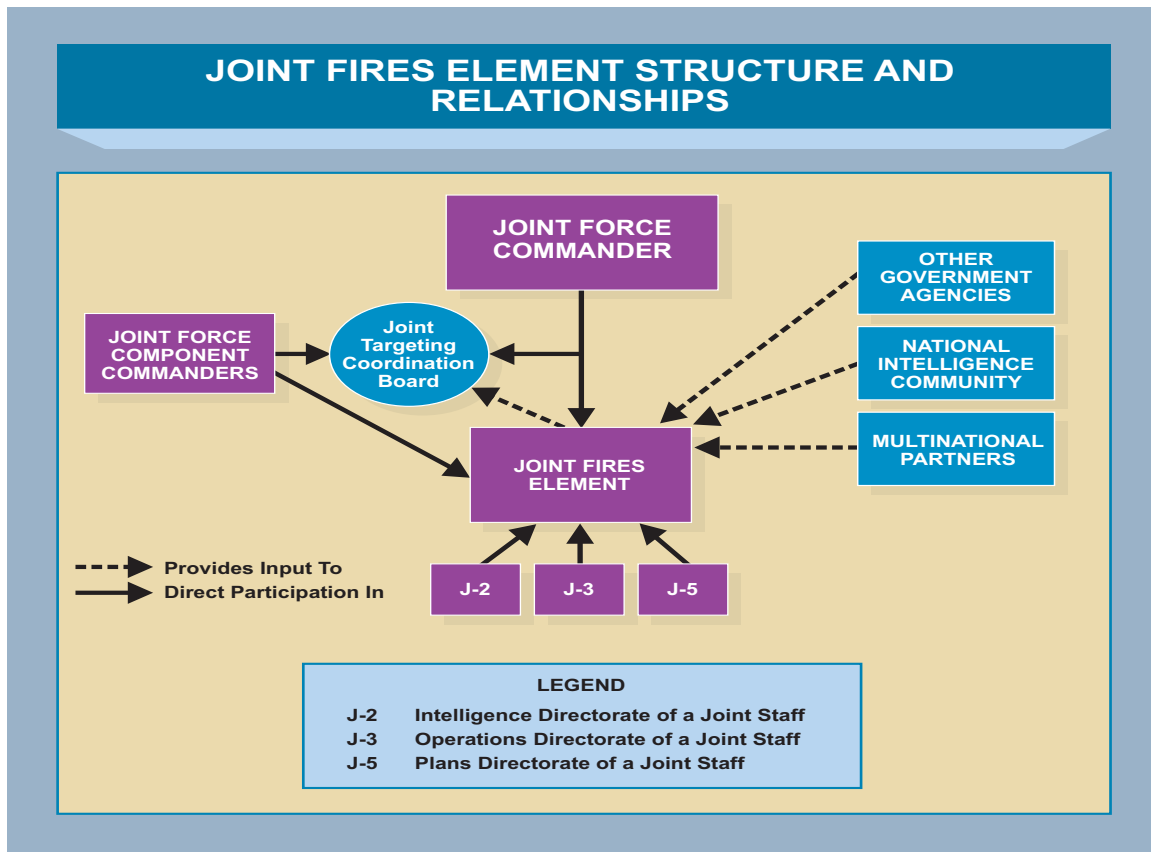 JOINT FIRES ELEMENT STRUCTURE AND
RELATIONSHIPS
JOINT FORCE
COMMANDER
OTHER
GOVERNMENT
AGENCIES
JOINT FORCE
COMPONENT
COMMANDERS
Joint
Targeting
Coordination
Board
NATIONAL
INTELLIGENCE
COMMUNITY
MULTINATIONAL
PARTNERS
JOINT FIRES
ELEMENT
Provides Input To
Direct Participation In
J-2
J-3
J-5
LEGEND
J-2 Intelligence Directorate of a Joint Staff
J-3 Operations Directorate of a Joint Staff
J-5 Plans Directorate of a Joint Staff